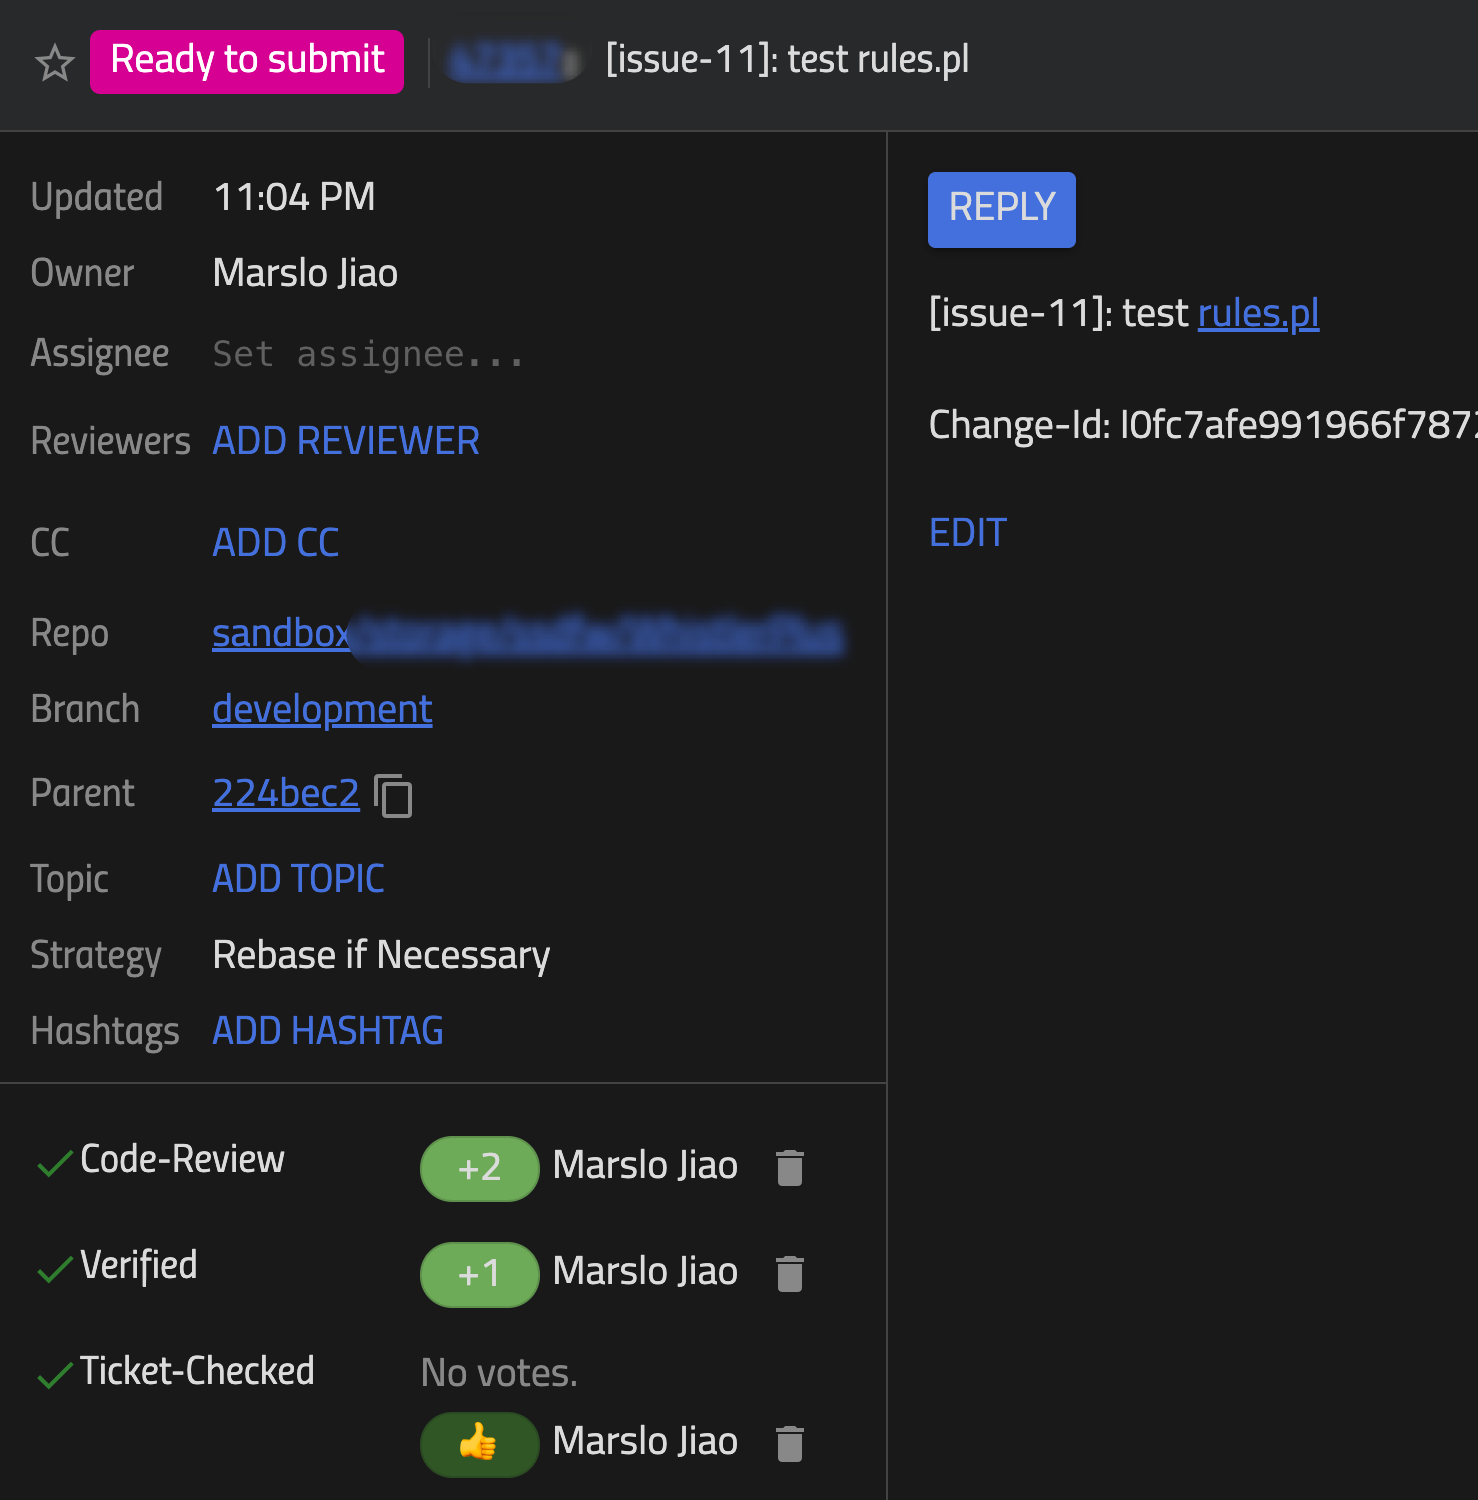 Ready to submit [issue-11]: test rules.pl
Updated 11:04 PM
Owner Marslo Jiao
Assignee Set assignee...
Reviewers ADD REVIEWER
CC ADD CC
Repo sandbox
Branch development
Parent 224bec2
Topic ADD TOPIC
Strategy Rebase if Necessary
Hashtags ADD HASHTAG
Code-Review +2 Marslo Jiao
Verified +1 Marslo Jiao
Ticket-Checked No votes.
👍 Marslo Jiao
REPLY
[issue-11]: test rules.pl
Change-Id: I0fc7afe991966f787
EDIT